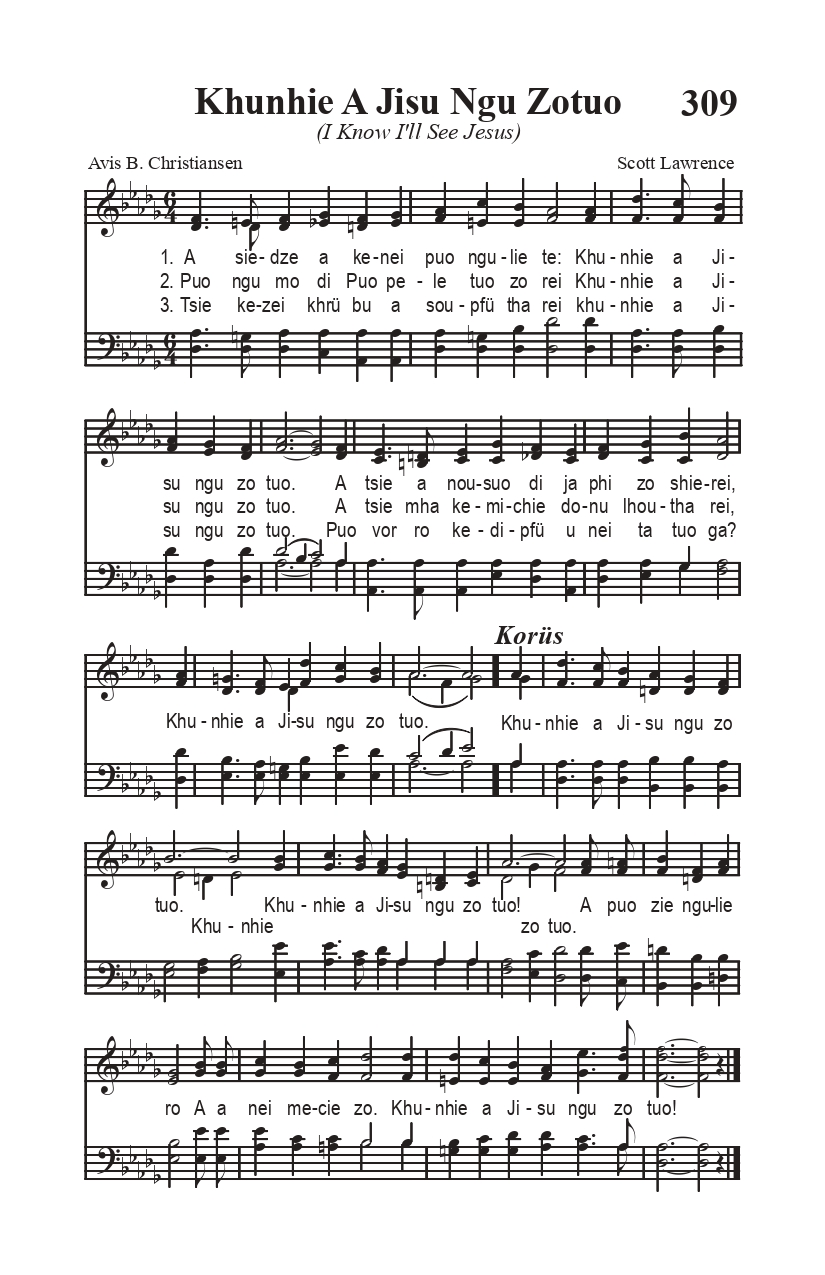 Khunhie A Jisu Ngu Zotuo 309
(I Know I'll See Jesus)
Avis B. Christiansen Scott Lawrence
1. A sie-dze a ke-nei puo ngu-lie te: Khu-nhie a Ji-
2. Puo ngu mo di Puo pe-le tuo zo rei Khu-nhie a Ji-
3. Tsie ke-zei khrü bu a sou-pfü tha rei khu-nhie a Ji-
su ngu zo tuo. A tsie a nou-suo di ja phi zo shie-rei,
su ngu zo tuo. A tsie mha ke-mi-chie do-nu lhou-tha rei,
su ngu zo tuo. Puo vor ro ke-di-pfü u nei ta tuo ga?
Korüs
Khu-nhie a Ji-su ngu zo tuo. Khu-nhie a Ji-su ngu zo
tuo. Khu-nhie a Ji-su ngu zo tuo! A puo zie ngu-lie
Khu-nhie zo tuo.
ro A a nei me-cie zo. Khu-nhie a Ji-su ngu zo tuo!